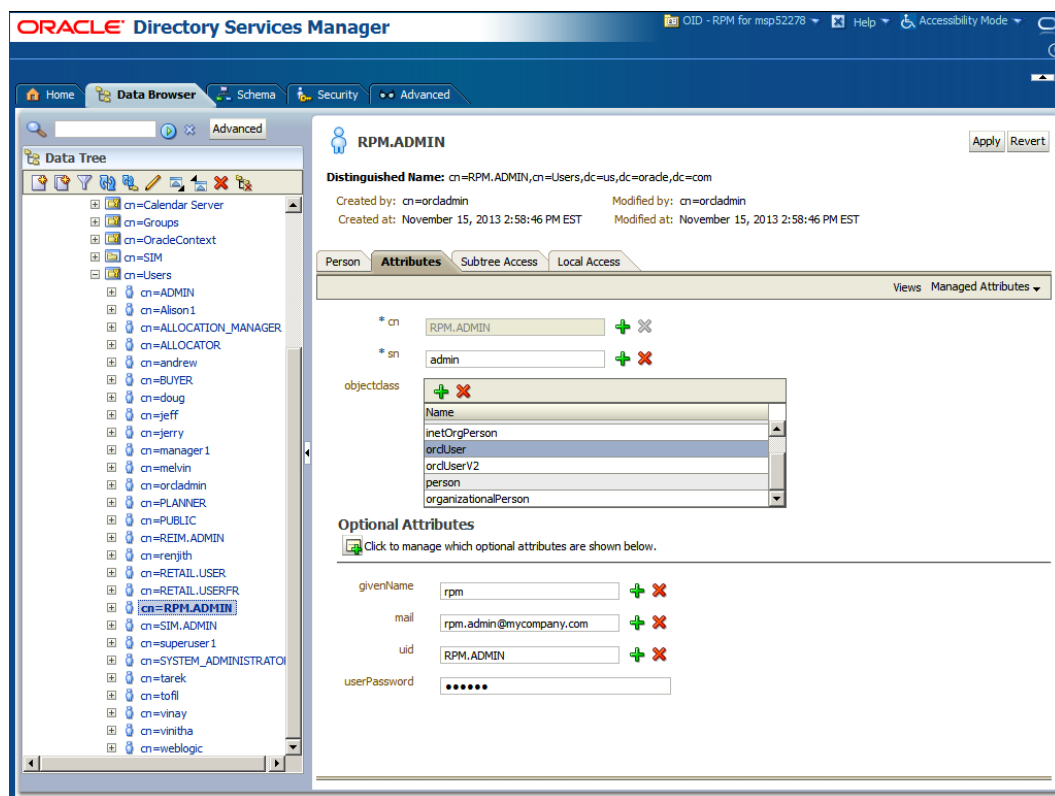 ORACLE Directory Services Manager
OID - RPM for msp52278 Help Accessibility Mode
Home Data Browser Schema Security Advanced
Advanced
Data Tree
cn=Calendar Server
cn=Groups
cn=OracleContext
cn=SIM
cn=Users
cn=ADMIN
cn=Alison1
cn=ALLOCATION_MANAGER
cn=ALLOCATOR
cn=andrew
cn=BUYER
cn=doug
cn=jeff
cn=jerry
cn=manager1
cn=melvin
cn=orcladmin
cn=PLANNER
cn=PUBLIC
cn=REIM.ADMIN
cn=renjith
cn=RETAIL.USER
cn=RETAIL.USERFR
cn=RPM.ADMIN
cn=SIM.ADMIN
cn=superuser1
cn=SYSTEM_ADMINISTRATO
cn=tarek
cn=tofil
cn=vinay
cn=vinitha
cn=weblogic
RPM.ADMIN
Apply Revert
Distinguished Name: cn=RPM.ADMIN,cn=Users,dc=us,dc=oracle,dc=com
Created by: cn=orcladmin Modified by: cn=orcladmin
Created at: November 15, 2013 2:58:46 PM EST Modified at: November 15, 2013 2:58:46 PM EST
Person Attributes Subtree Access Local Access
Views Managed Attributes
* cn RPM.ADMIN
* sn admin
objectclass
Name
inetOrgPerson
orclUser
orclUserV2
person
organizationalPerson
Optional Attributes
Click to manage which optional attributes are shown below.
givenName rpm
mail rpm.admin@mycompany.com
uid RPM.ADMIN
userPassword ••••••